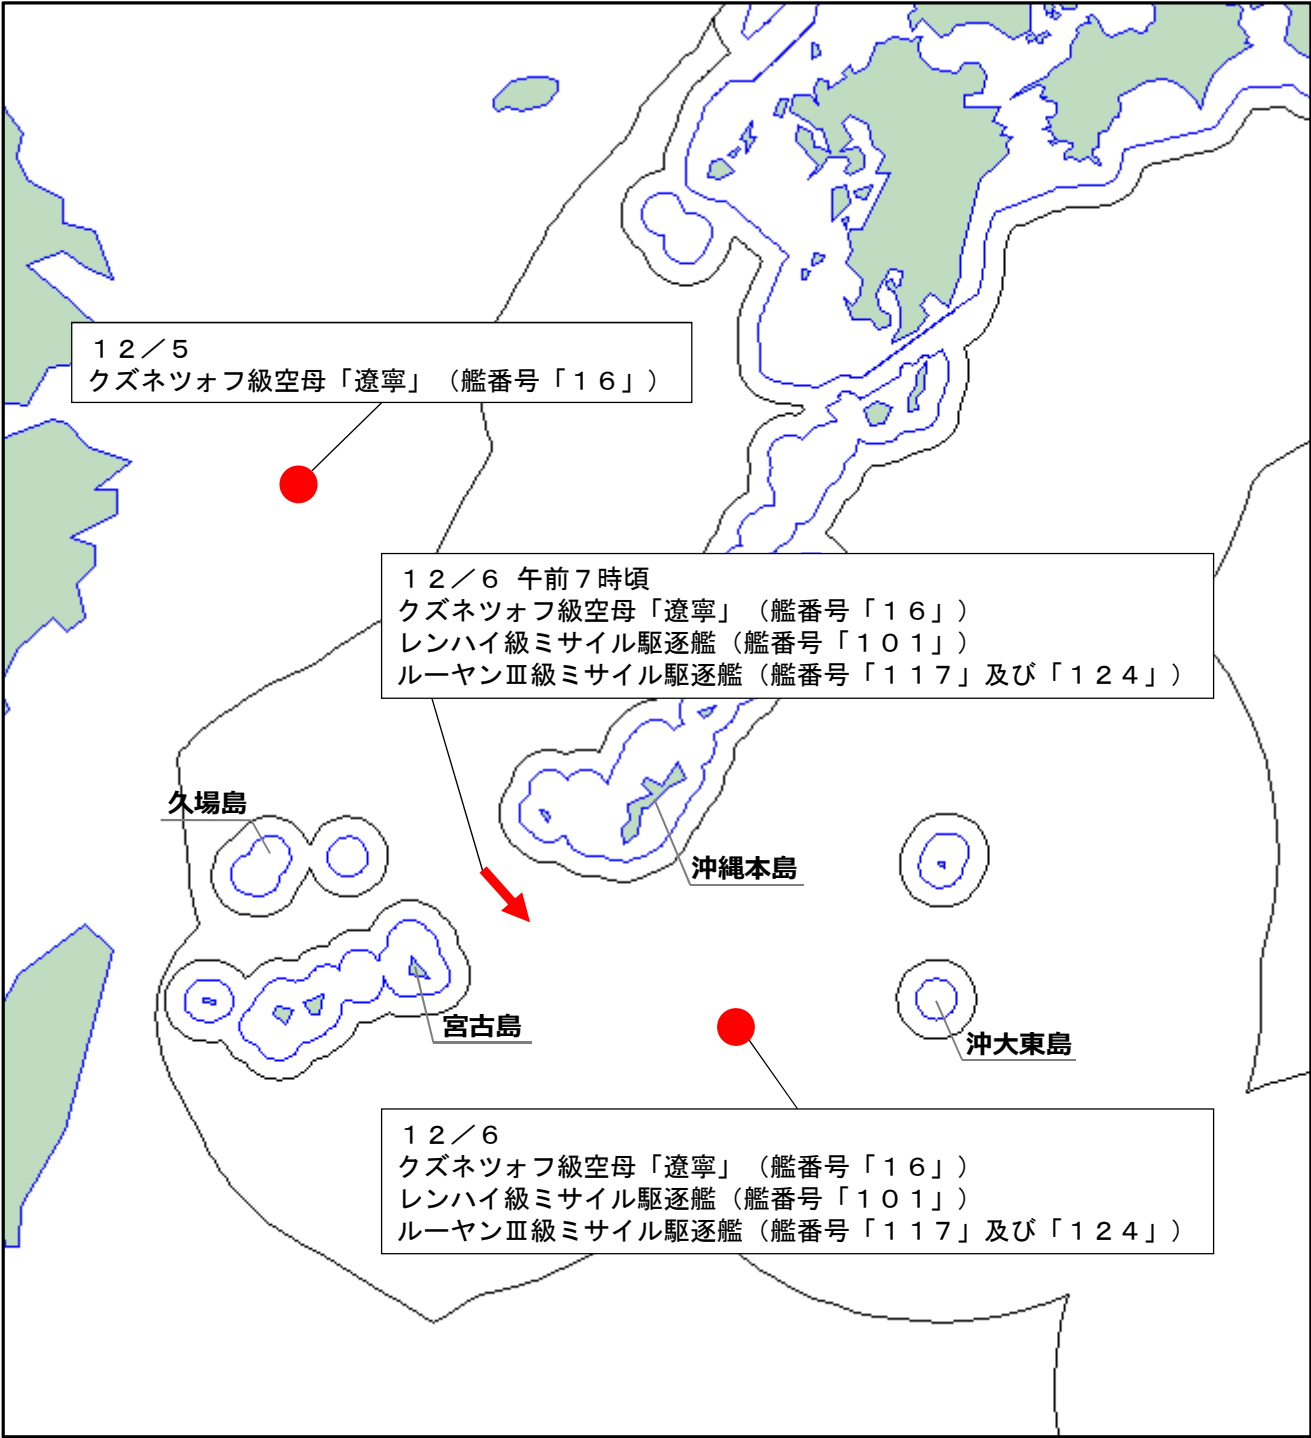 １２／５
クズネツォフ級空母「遼寧」（艦番号「１６」）
１２／６ 午前７時頃
クズネツォフ級空母「遼寧」（艦番号「１６」）
レンハイ級ミサイル駆逐艦（艦番号「１０１」）
ルーヤンⅢ級ミサイル駆逐艦（艦番号「１１７」及び「１２４」）
久場島
沖縄本島
宮古島
沖大東島
１２／６
クズネツォフ級空母「遼寧」（艦番号「１６」）
レンハイ級ミサイル駆逐艦（艦番号「１０１」）
ルーヤンⅢ級ミサイル駆逐艦（艦番号「１１７」及び「１２４」）